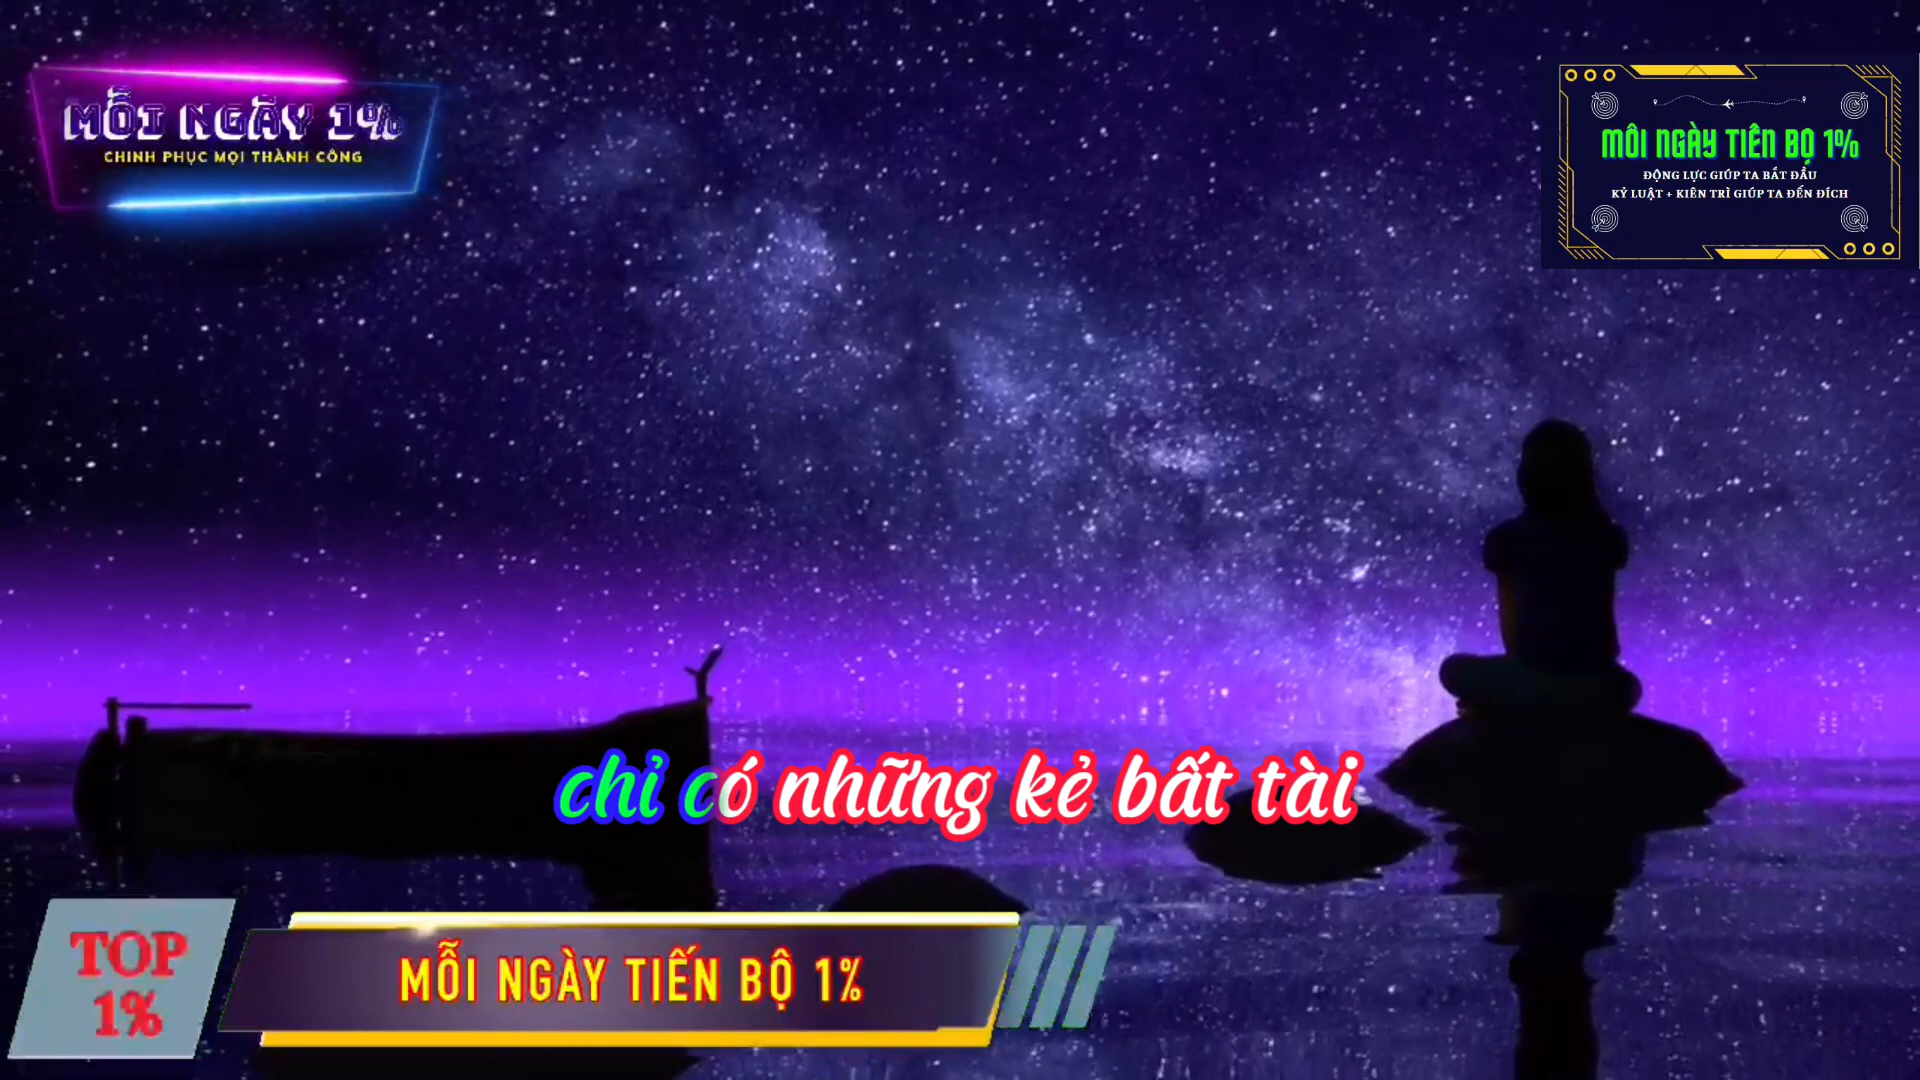 MỖI NGÀY 1%
CHINH PHỤC MỌI THÀNH CÔNG
MỖI NGÀY TIẾN BỘ 1%
ĐỘNG LỰC GIÚP TA BẮT ĐẦU
KỶ LUẬT + KIÊN TRÌ GIÚP TA ĐẾN ĐÍCH
chỉ có những kẻ bất tài
TOP
1%
MỖI NGÀY TIẾN BỘ 1%